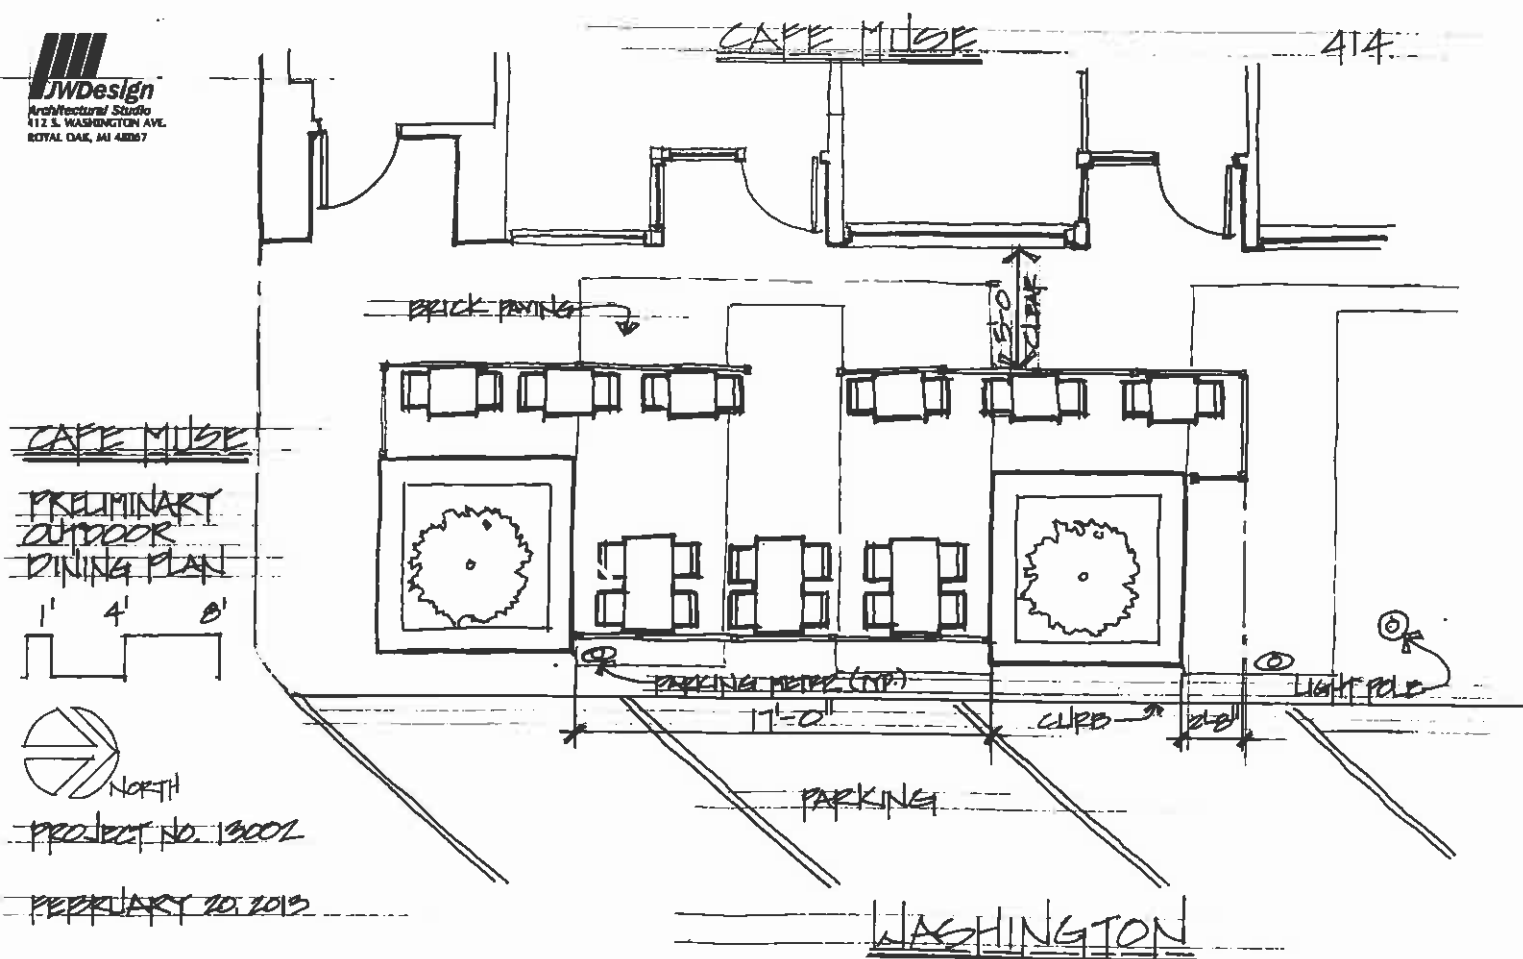 CAFE MUSE
414.
JWDesign
Architectural Studio
412 S. WASHINGTON AVE.
ROYAL OAK, MI 48067
BRICK PAVING
5'-0
CLEAR
CAFE MUSE
PRELIMINARY
OUTDOOR
DINING PLAN
1' 4' 8'
PARKING METER (TYP.)
LIGHT POLE
17'-0"
CURB
2'-8"
NORTH
PARKING
PROJECT NO. 13002
FEBRUARY 20, 2013
WASHINGTON